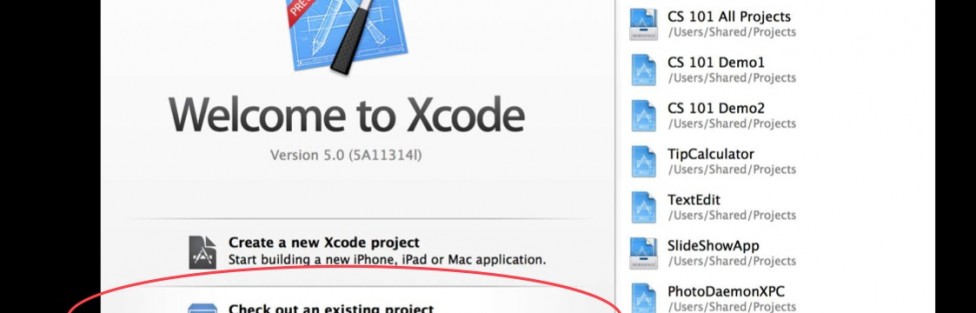 Welcome to Xcode
Version 5.0 (5A11314l)
Create a new Xcode project
Start building a new iPhone, iPad or Mac application.
Check out an existing project
CS 101 All Projects
/Users/Shared/Projects
CS 101 Demo1
/Users/Shared/Projects
CS 101 Demo2
/Users/Shared/Projects
TipCalculator
/Users/Shared/Projects
TextEdit
/Users/Shared/Projects
SlideShowApp
/Users/Shared/Projects
PhotoDaemonXPC
/Users/Shared/Projects